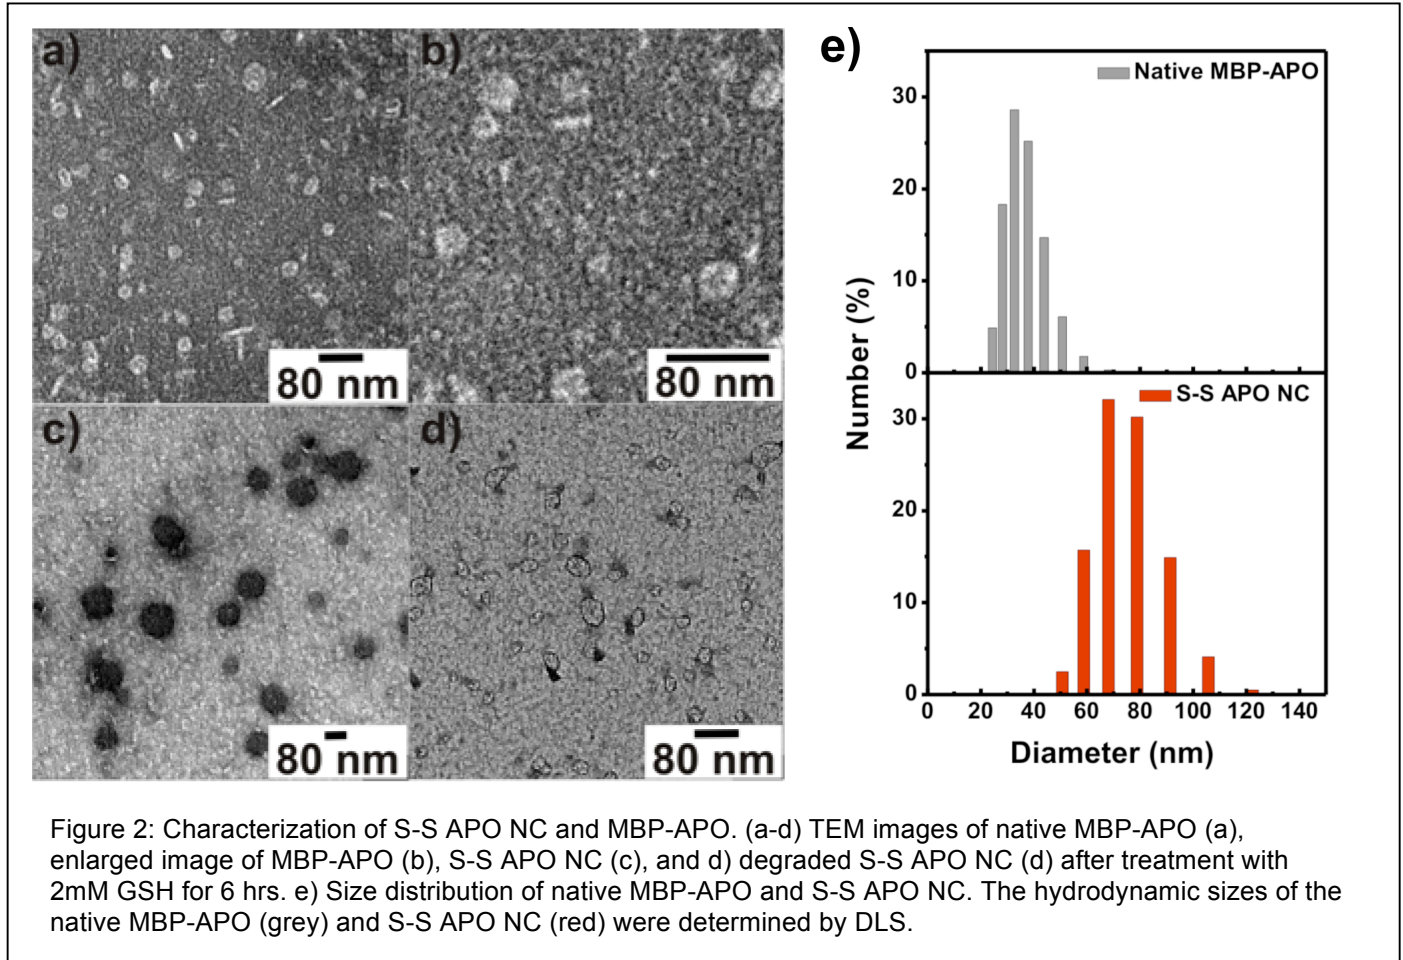 a)
b)
80 nm
80 nm
c)
d)
80 nm
80 nm
e)
Native MBP-APO
30
20
10
0
S-S APO NC
30
20
10
0
Number (%)
0 20 40 60 80 100 120 140
Diameter (nm)
Figure 2: Characterization of S-S APO NC and MBP-APO. (a-d) TEM images of native MBP-APO (a),
enlarged image of MBP-APO (b), S-S APO NC (c), and d) degraded S-S APO NC (d) after treatment with
2mM GSH for 6 hrs. e) Size distribution of native MBP-APO and S-S APO NC. The hydrodynamic sizes of the
native MBP-APO (grey) and S-S APO NC (red) were determined by DLS.